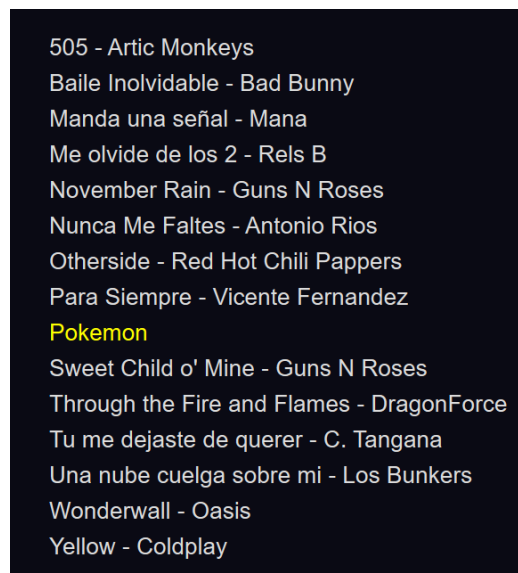 505 - Artic Monkeys
Baile Inolvidable - Bad Bunny
Manda una señal - Mana
Me olvide de los 2 - Rels B
November Rain - Guns N Roses
Nunca Me Faltes - Antonio Rios
Otherside - Red Hot Chili Pappers
Para Siempre - Vicente Fernandez
Pokemon
Sweet Child o' Mine - Guns N Roses
Through the Fire and Flames - DragonForce
Tu me dejaste de querer - C. Tangana
Una nube cuelga sobre mi - Los Bunkers
Wonderwall - Oasis
Yellow - Coldplay